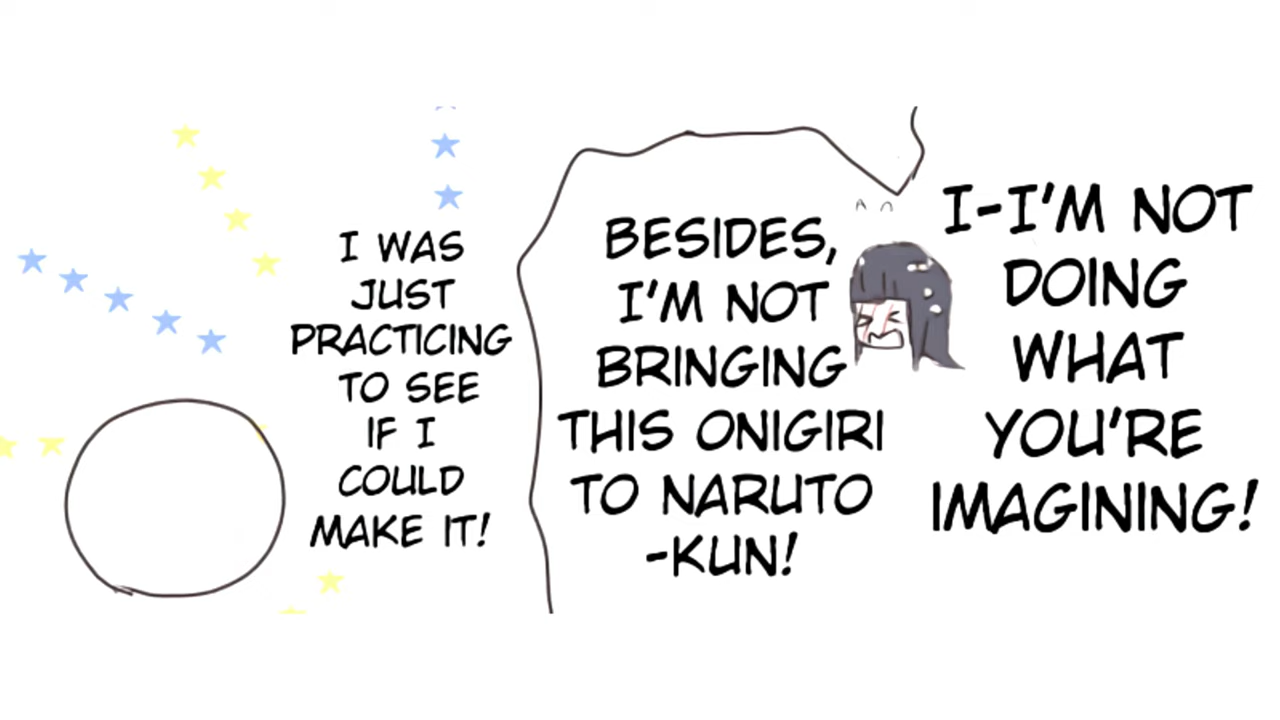 I-I'M NOT
DOING
WHAT
YOU'RE
IMAGINING!
BESIDES,
I'M NOT
BRINGING
THIS ONIGIRI
TO NARUTO
-KUN!
I WAS
JUST
PRACTICING
TO SEE
IF I
COULD
MAKE IT!